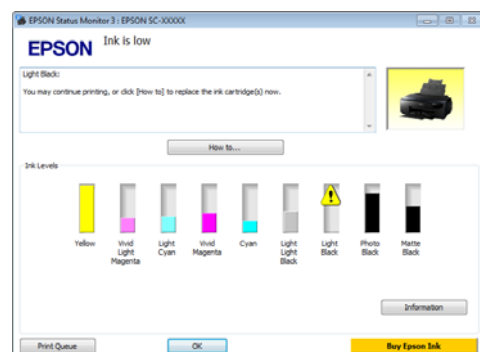 EPSON Status Monitor 3 : EPSON SC-XXXXX
EPSON
Ink is low
Light Black:
You may continue printing, or click [How to] to replace the ink cartridge(s) now.
How to...
Ink Levels
Yellow
Vivid
Light
Magenta
Light
Cyan
Vivid
Magenta
Cyan
Light
Light
Black
Light
Black
Photo
Black
Matte
Black
Information
Print Queue
OK
Buy Epson Ink